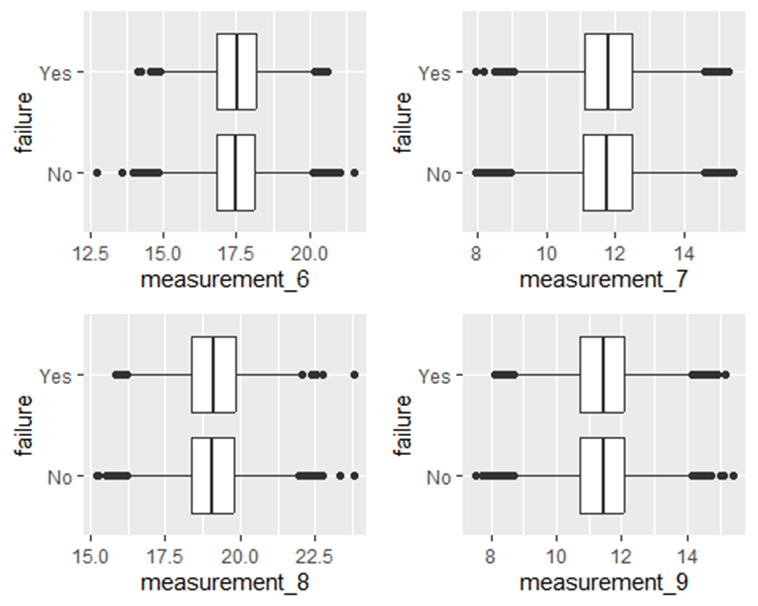 failure
Yes
No
12.5 15.0 17.5 20.0
measurement_6
failure
Yes
No
8 10 12 14
measurement_7
failure
Yes
No
15.0 17.5 20.0 22.5
measurement_8
failure
Yes
No
8 10 12 14
measurement_9